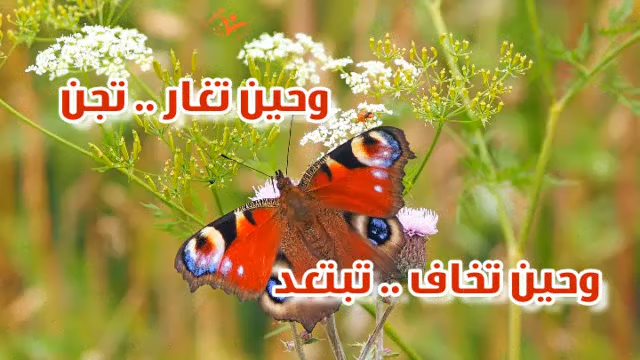 وحين تغار .. تجن
وحين تخاف .. تبتعد